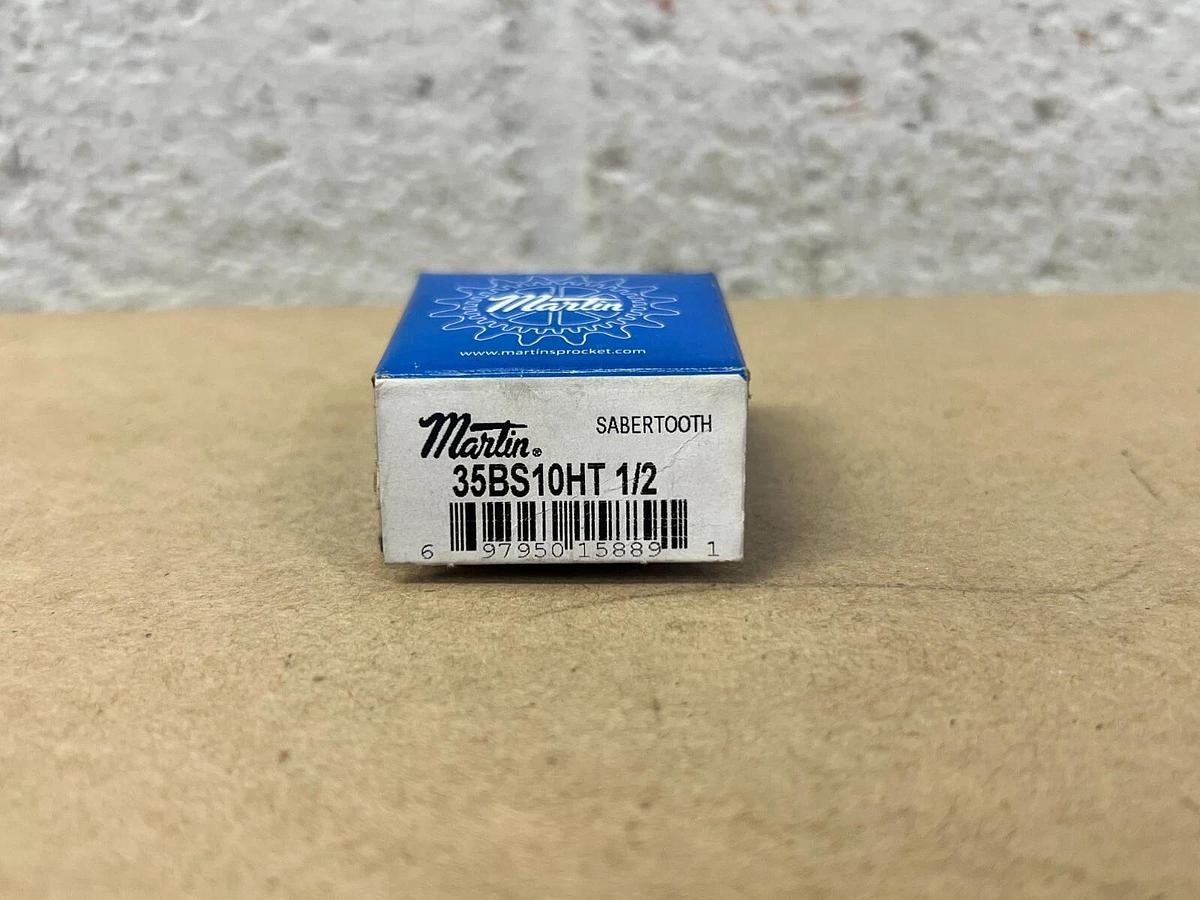 Martin
www.martinsprocket.com
Martin® SABERTOOTH
35BS10HT 1/2
6 97950 15889 1